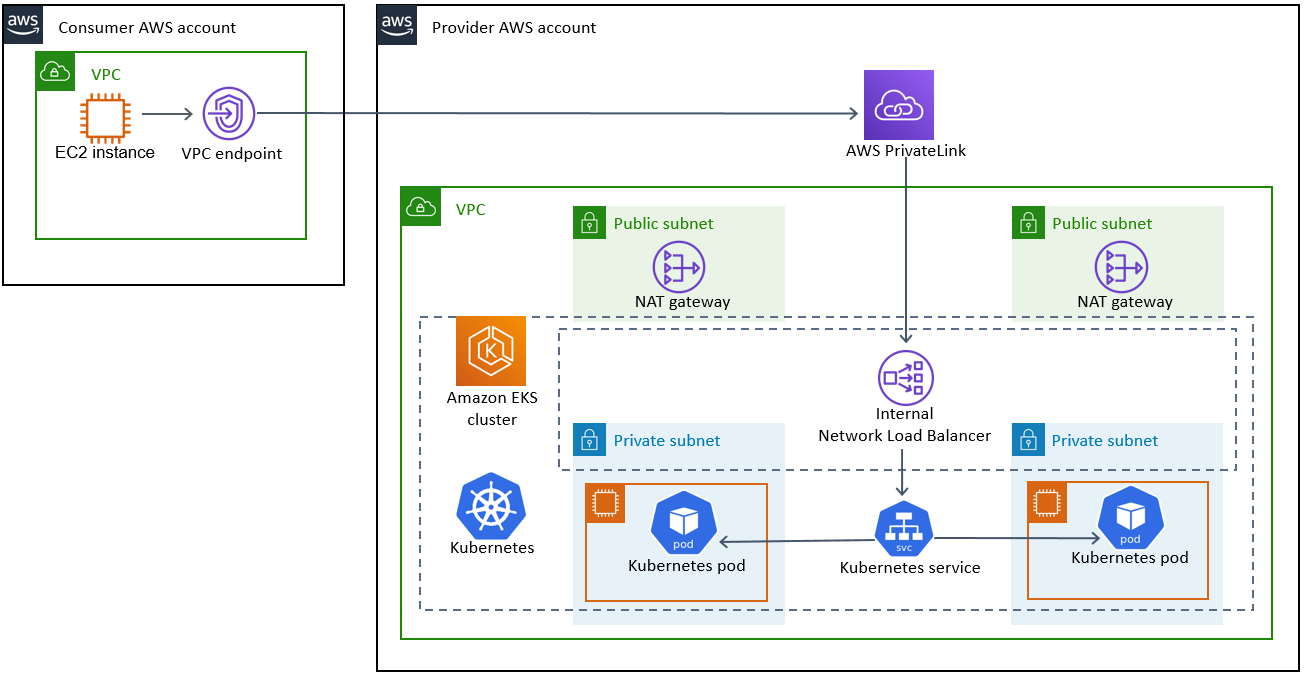 aws
Consumer AWS account
VPC
EC2 instance
VPC endpoint
aws
Provider AWS account
AWS PrivateLink
VPC
Public subnet
NAT gateway
Public subnet
NAT gateway
Amazon EKS
cluster
Internal
Network Load Balancer
Private subnet
Private subnet
Kubernetes
pod
Kubernetes pod
svc
Kubernetes service
pod
Kubernetes pod